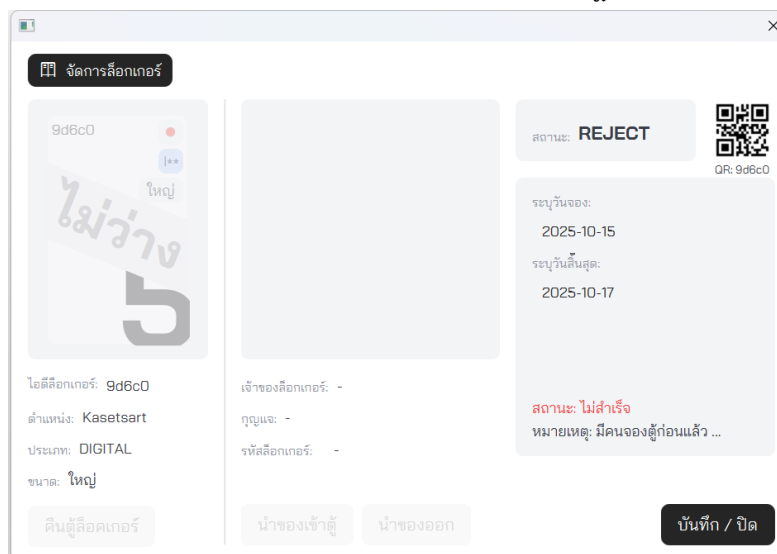 จัดการล็อกเกอร์
9d6c0
|**
ใหญ่
ไม่ว่าง
6
ไอดีล็อกเกอร์: 9d6c0
ตำแหน่ง: Kasetsart
ประเภท: DIGITAL
ขนาด: ใหญ่
คืนตู้ล็อคเกอร์
เจ้าของล็อกเกอร์: -
กุญแจ: -
รหัสล็อกเกอร์: -
นำของเข้าตู้ นำของออก
สถานะ: REJECT
QR: 9d6c0
ระบุวันจอง:
2025-10-15
ระบุวันสิ้นสุด:
2025-10-17
สถานะ: ไม่สำเร็จ
หมายเหตุ: มีคนจองตู้ก่อนแล้ว ...
บันทึก / ปิด